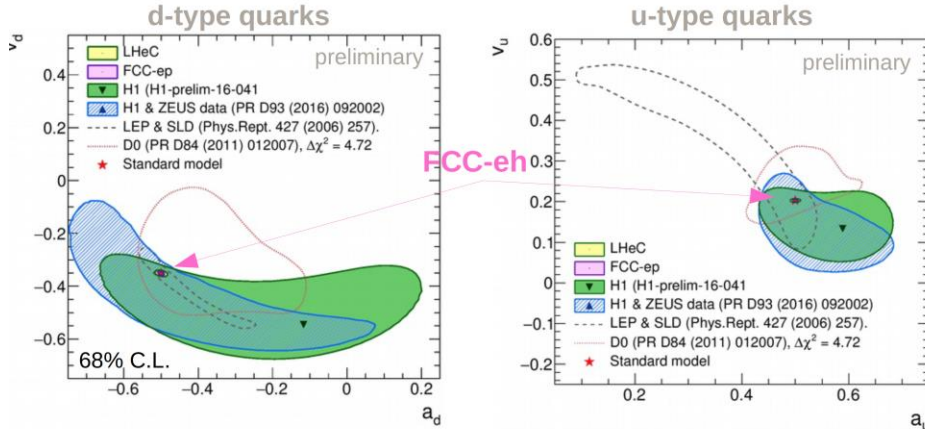 d-type quarks
v_d
preliminary
LHeC
FCC-ep
H1 (H1-prelim-16-041
H1 & ZEUS data (PR D93 (2016) 092002)
LEP & SLD (Phys.Rept. 427 (2006) 257).
D0 (PR D84 (2011) 012007), Δχ² = 4.72
Standard model
0.4
0.2
0
−0.2
−0.4
−0.6
68% C.L.
−0.6 −0.4 −0.2 0 0.2
a_d
FCC-eh
u-type quarks
v_u
preliminary
0.6
0.5
0.4
0.3
0.2
0.1
0
−0.1
−0.2
LHeC
FCC-ep
H1 (H1-prelim-16-041
H1 & ZEUS data (PR D93 (2016) 092002)
LEP & SLD (Phys.Rept. 427 (2006) 257).
D0 (PR D84 (2011) 012007), Δχ² = 4.72
Standard model
0.2 0.4 0.6